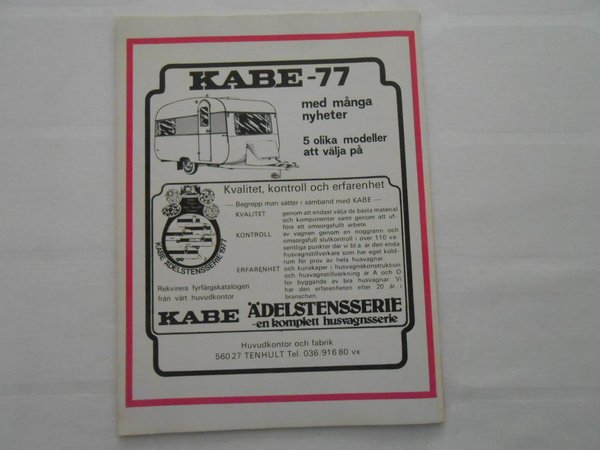 KABE-77
med många
nyheter
5 olika modeller
att välja på
Kvalitet, kontroll och erfarenhet
— Begrepp man sätter i samband med KABE —
KVALITET genom att endast välja de bästa material
och komponenter samt genom att ut-
föra ett omsorgsfullt arbete.
KONTROLL av vagnen genom en noggrann och
omsorgsfull slutkontroll i över 110 vä-
sentliga punkter där vi bl.a. är den enda
husvagnstillverkare som har eget köld-
rum för prov av hela husvagnar.
ERFARENHET och kunskaper i husvagnskonstruktion
och husvagnstillverkning är A och O
för byggande av bra husvagnar. Vi
har den erfarenheten efter 20 år i
branschen.
KABE ÄDELSTENSSERIE 1977
Rekvirera fyrfärgskatalogen
från vårt huvudkontor
KABE ÄDELSTENSSERIE
-en komplett husvagnsserie
Huvudkontor och fabrik
560 27 TENHULT Tel. 036 916 80 vx